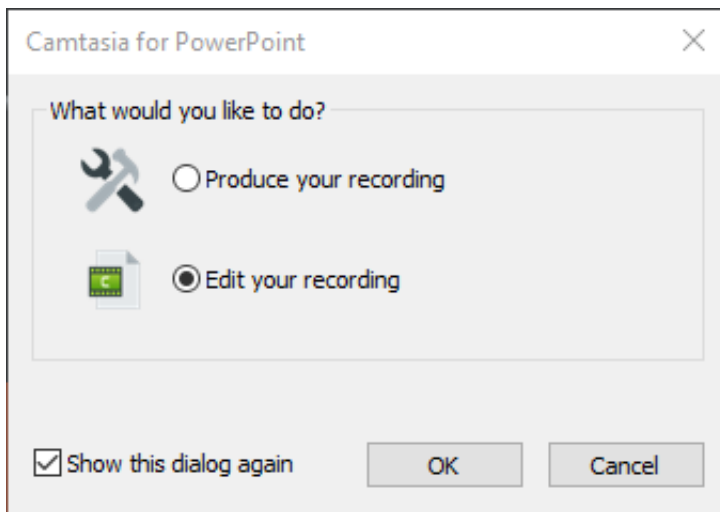 Camtasia for PowerPoint
What would you like to do?
Produce your recording
C
Edit your recording
Show this dialog again
OK
Cancel